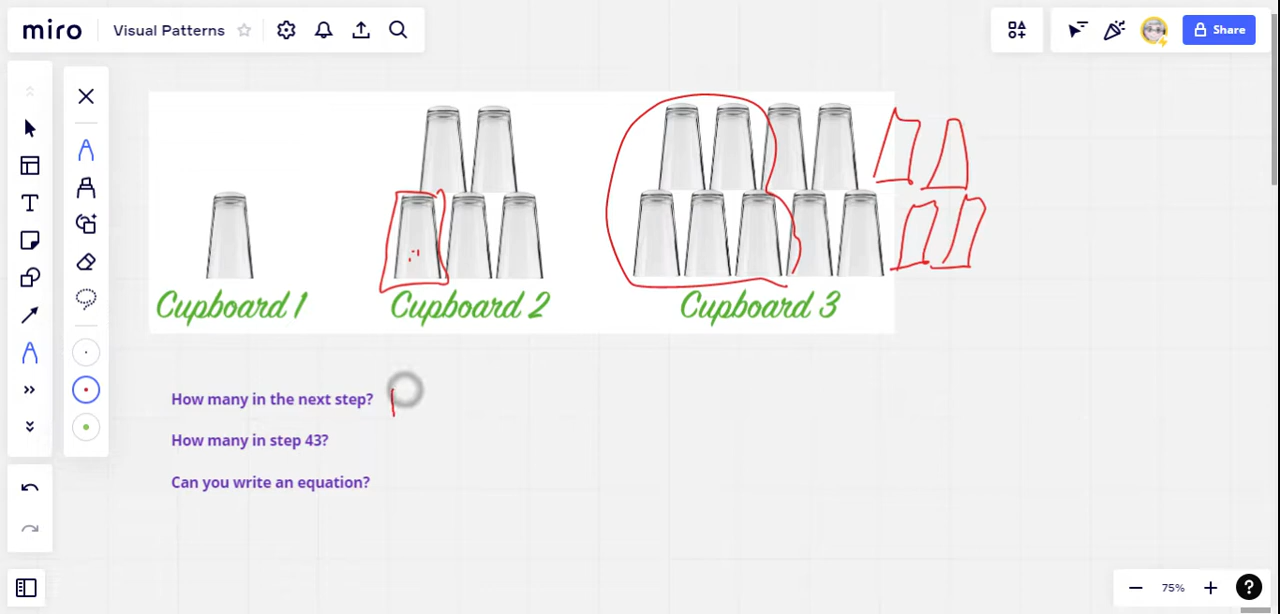 miro Visual Patterns Share
Cupboard 1 Cupboard 2 Cupboard 3
How many in the next step?
How many in step 43?
Can you write an equation?
75%